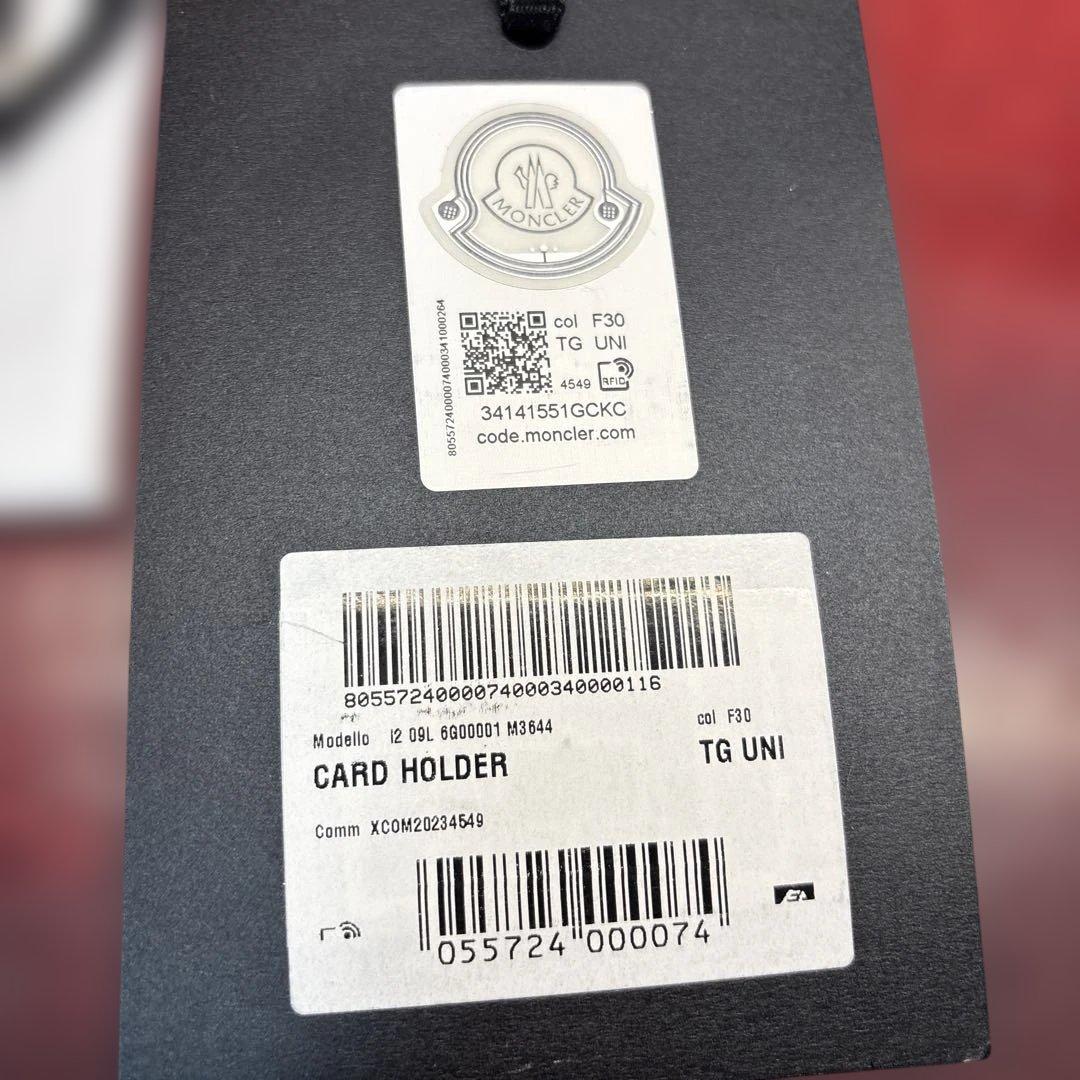 MONCLER
8055724000074000341000264
col F30
TG UNI
4549 RFID
34141551GCKC
code.moncler.com
8055724000074000340000116
Modello I2 09L 6G00001 M3644
col F30
CARD HOLDER
TG UNI
Comm XCOM20234549
055724 000074